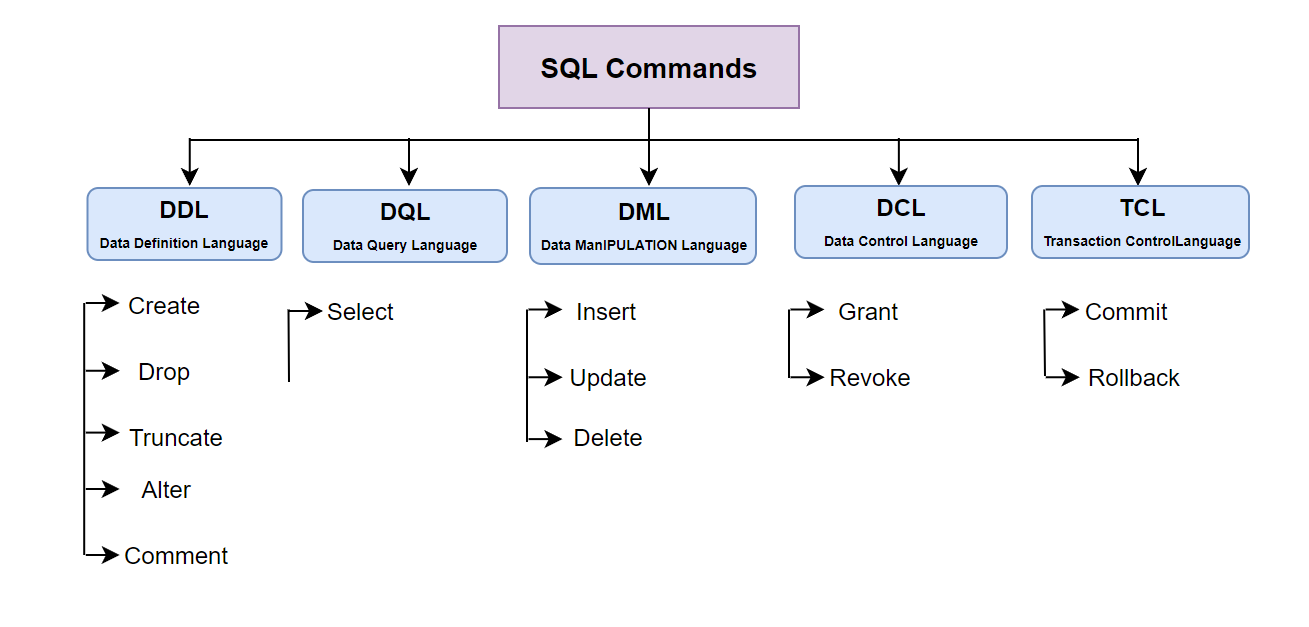 SQL Commands
DDL
Data Definition Language
DQL
Data Query Language
DML
Data ManIPULATION Language
DCL
Data Control Language
TCL
Transaction ControlLanguage
Create
Drop
Truncate
Alter
Comment
Select
Insert
Update
Delete
Grant
Revoke
Commit
Rollback